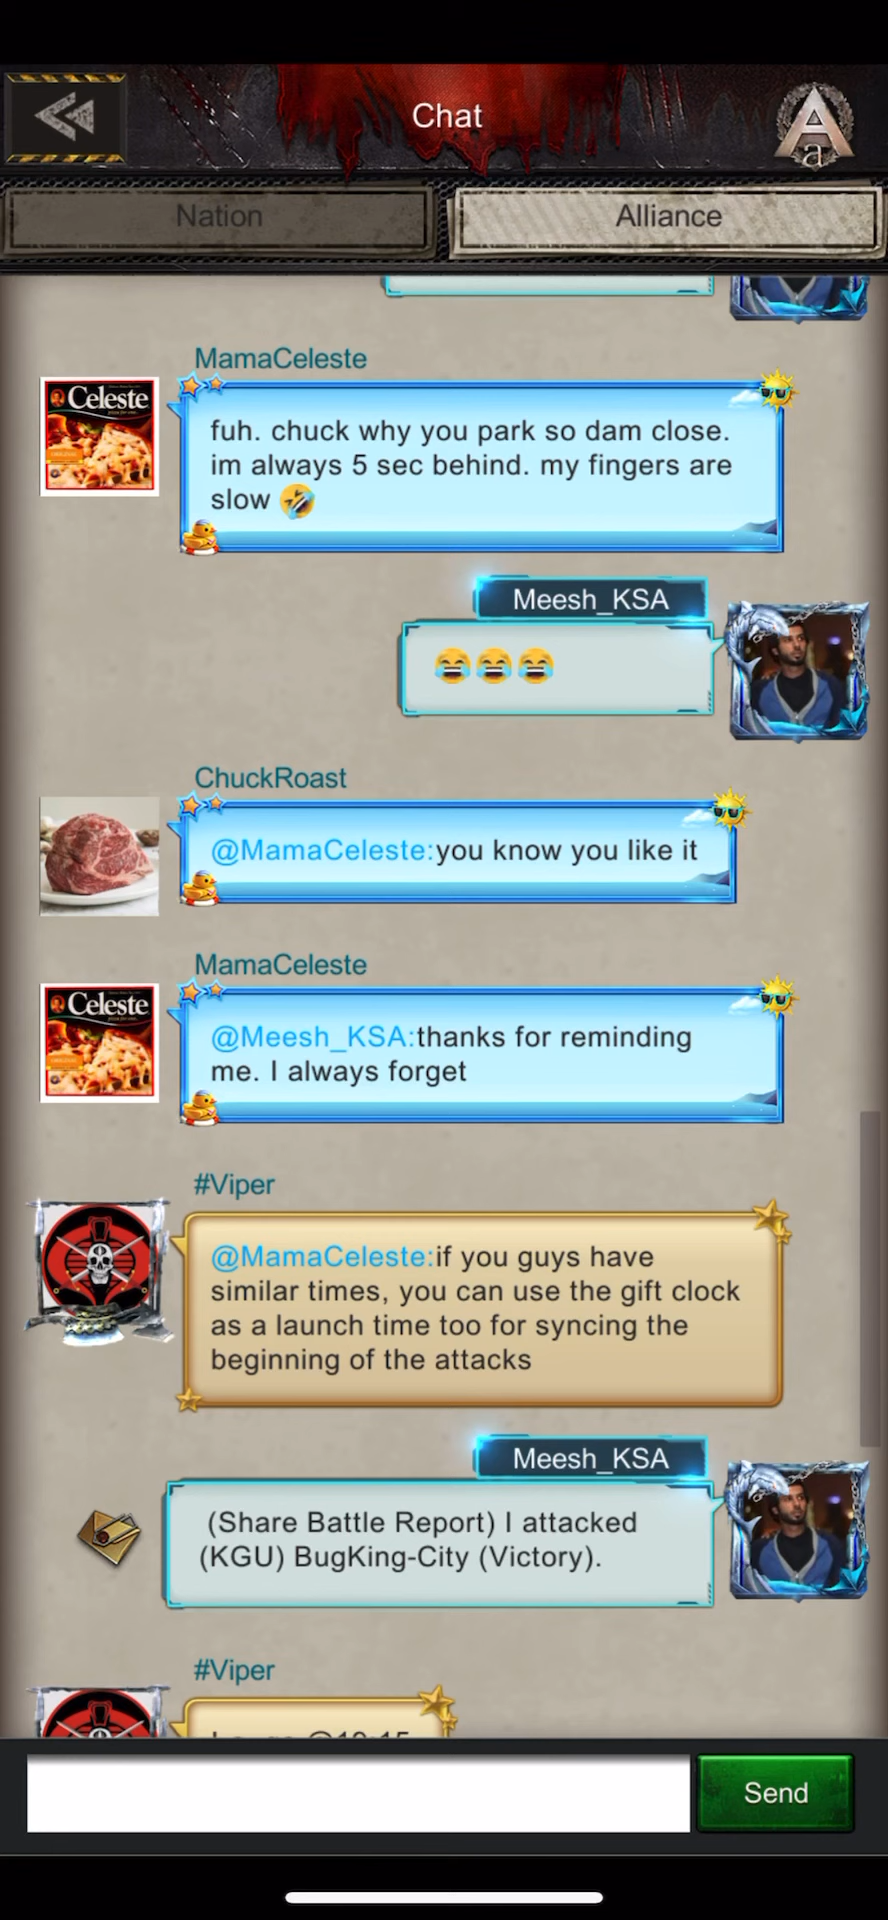 Chat
A
a
Nation
Alliance
MamaCeleste
Celeste
fuh. chuck why you park so dam close.
im always 5 sec behind. my fingers are
slow 🤣
Meesh_KSA
😂😂😂
ChuckRoast
@MamaCeleste:you know you like it
MamaCeleste
Celeste
@Meesh_KSA:thanks for reminding
me. I always forget
#Viper
@MamaCeleste:if you guys have
similar times, you can use the gift clock
as a launch time too for syncing the
beginning of the attacks
Meesh_KSA
(Share Battle Report) I attacked
(KGU) BugKing-City (Victory).
#Viper
Send